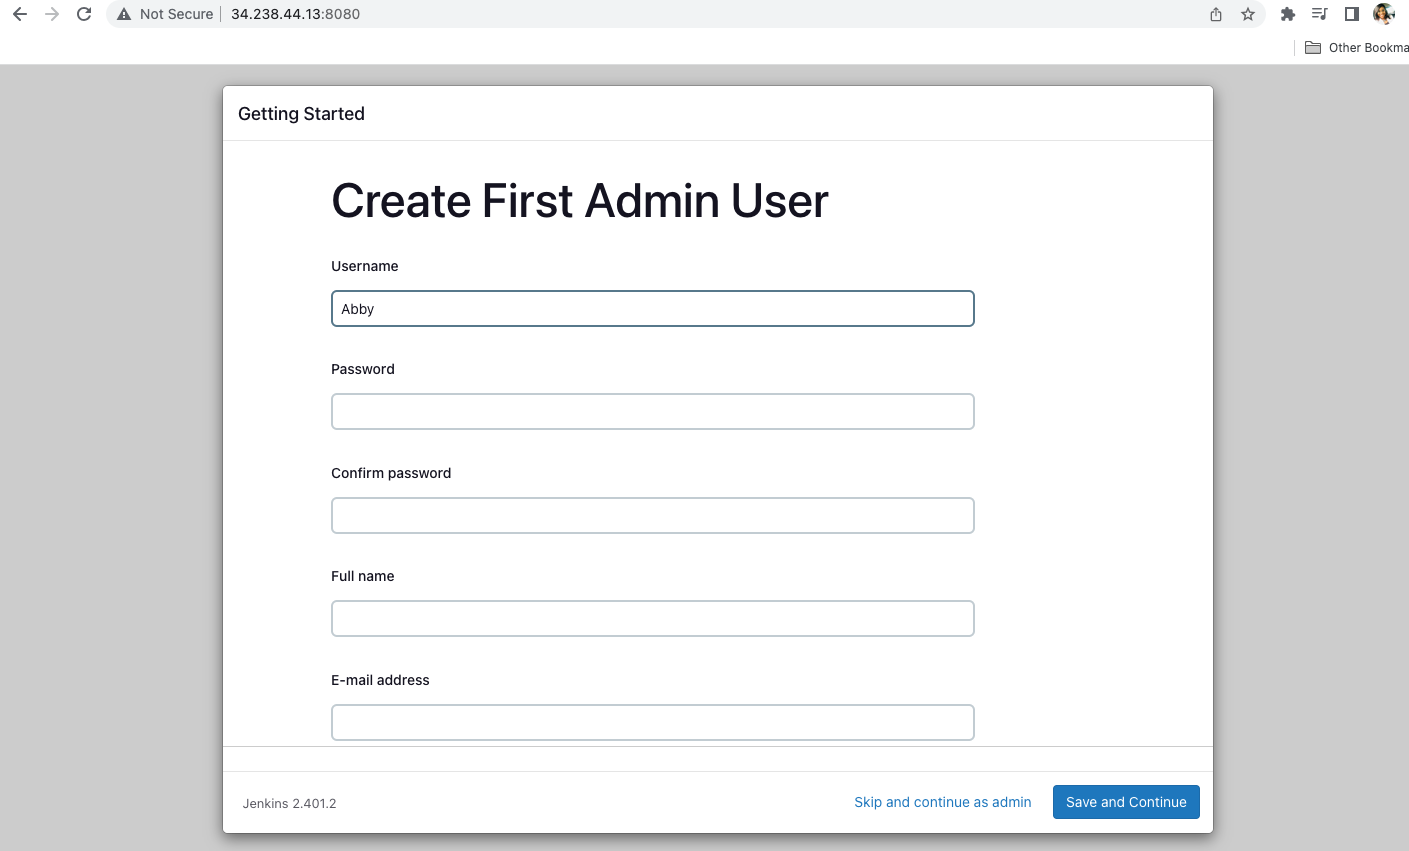 Not Secure 34.238.44.13:8080
Other Bookma
Getting Started
Create First Admin User
Username
Abby
Password
Confirm password
Full name
E-mail address
Jenkins 2.401.2 Skip and continue as admin Save and Continue